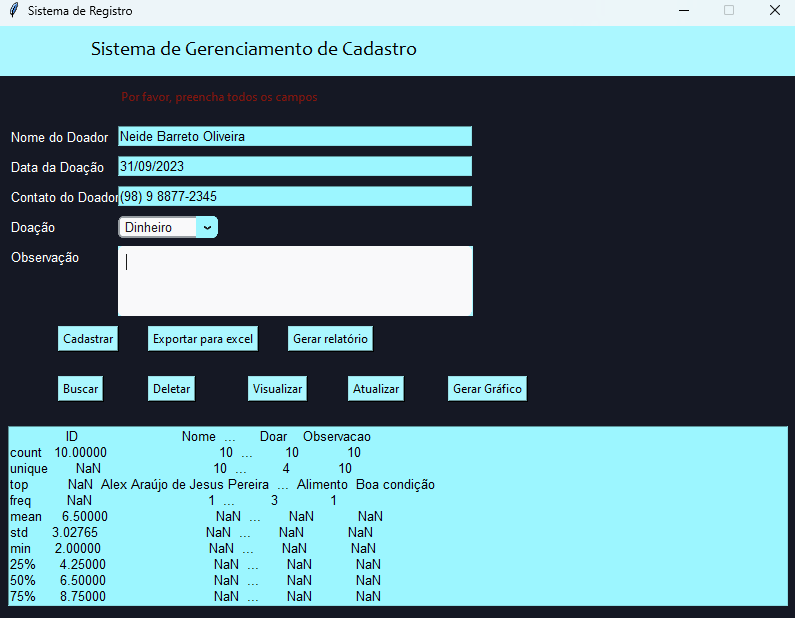 Sistema de Registro
Sistema de Gerenciamento de Cadastro
Por favor, preencha todos os campos
Nome do Doador Neide Barreto Oliveira
Data da Doação 31/09/2023
Contato do Doador (98) 9 8877-2345
Doação Dinheiro
Observação
Cadastrar Exportar para excel Gerar relatório
Buscar Deletar Visualizar Atualizar Gerar Gráfico
ID Nome ... Doar Observacao
count 10.00000 10 ... 10 10
unique NaN 10 ... 4 10
top NaN Alex Araújo de Jesus Pereira ... Alimento Boa condição
freq NaN 1 ... 3 1
mean 6.50000 NaN ... NaN NaN
std 3.02765 NaN ... NaN NaN
min 2.00000 NaN ... NaN NaN
25% 4.25000 NaN ... NaN NaN
50% 6.50000 NaN ... NaN NaN
75% 8.75000 NaN ... NaN NaN